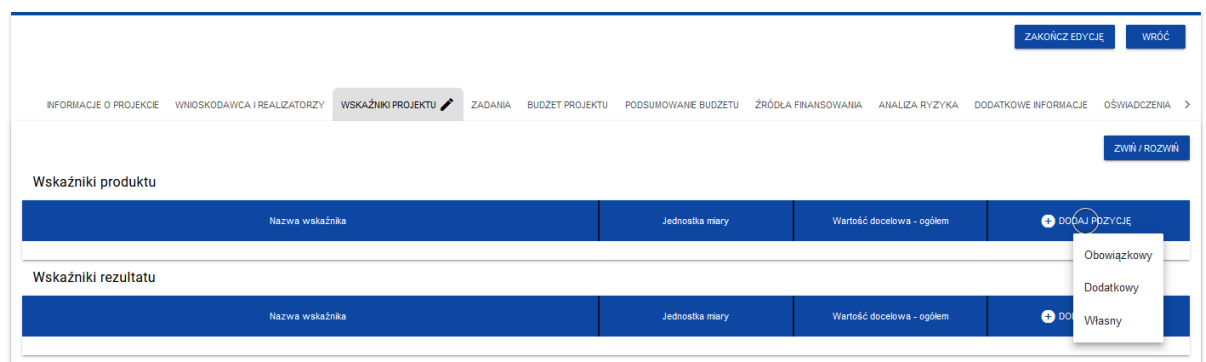 ZAKOŃCZ EDYCJĘ WRÓĆ
INFORMACJE O PROJEKCIE WNIOSKODAWCA I REALIZATORZY WSKAŹNIKI PROJEKTU ZADANIA BUDŻET PROJEKTU PODSUMOWANIE BUDŻETU ŹRÓDŁA FINANSOWANIA ANALIZA RYZYKA DODATKOWE INFORMACJE OŚWIADCZENIA
ZWIŃ / ROZWIŃ
Wskaźniki produktu
Nazwa wskaźnika Jednostka miary Wartość docelowa - ogółem DODAJ POZYCJĘ
Obowiązkowy
Wskaźniki rezultatu
Dodatkowy
Nazwa wskaźnika Jednostka miary Wartość docelowa - ogółem
Własny